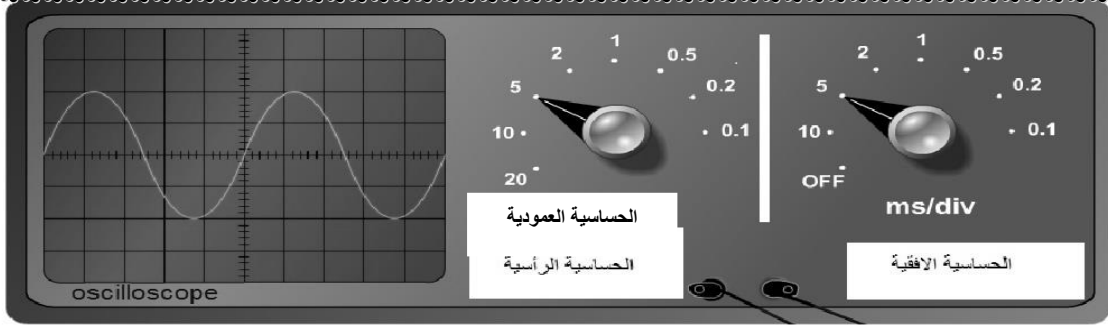 2 1 0.5
5 0.2
10 0.1
20
الحساسية العمودية
الحساسية الرأسية
2 1 0.5
5 0.2
10 0.1
OFF
ms/div
الحساسية الافقية
oscilloscope